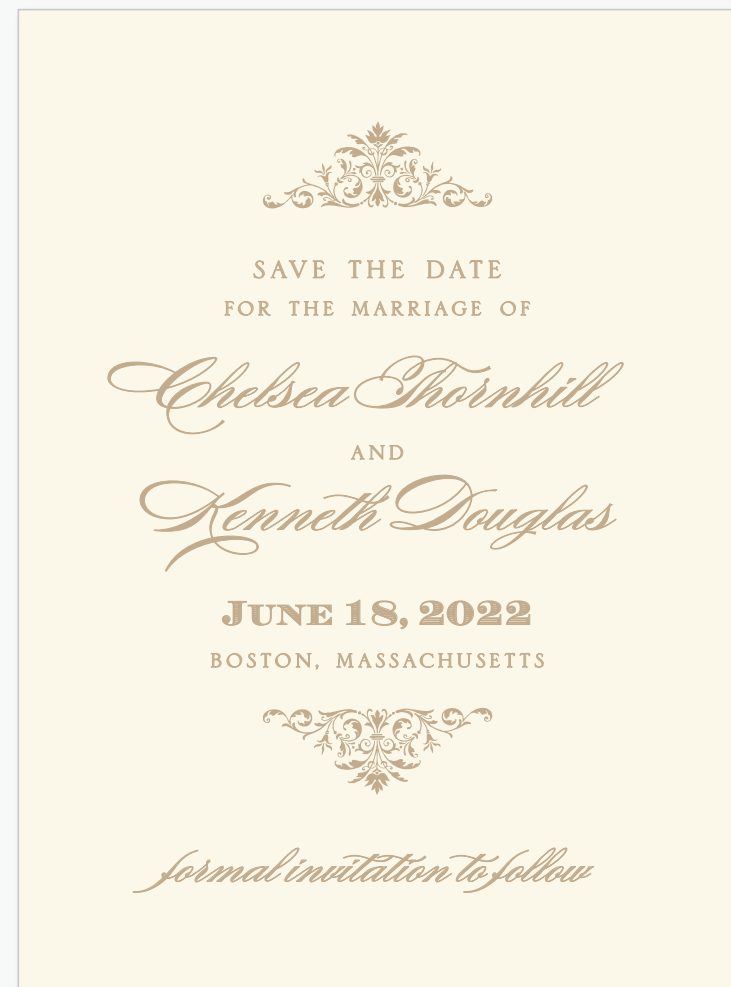 SAVE THE DATE
FOR THE MARRIAGE OF
Chelsea Thornhill
AND
Kenneth Douglas
JUNE 18, 2022
BOSTON, MASSACHUSETTS
formal invitation to follow